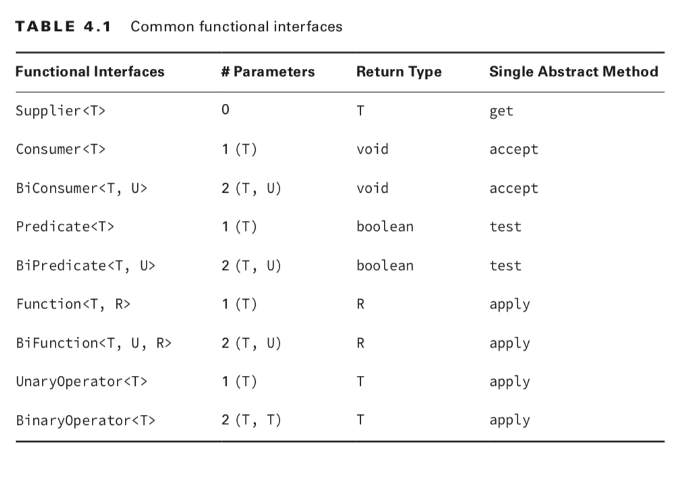 TABLE 4.1 Common functional interfaces
Functional Interfaces # Parameters Return Type Single Abstract Method
Supplier<T> 0 T get
Consumer<T> 1 (T) void accept
BiConsumer<T, U> 2 (T, U) void accept
Predicate<T> 1 (T) boolean test
BiPredicate<T, U> 2 (T, U) boolean test
Function<T, R> 1 (T) R apply
BiFunction<T, U, R> 2 (T, U) R apply
UnaryOperator<T> 1 (T) T apply
BinaryOperator<T> 2 (T, T) T apply